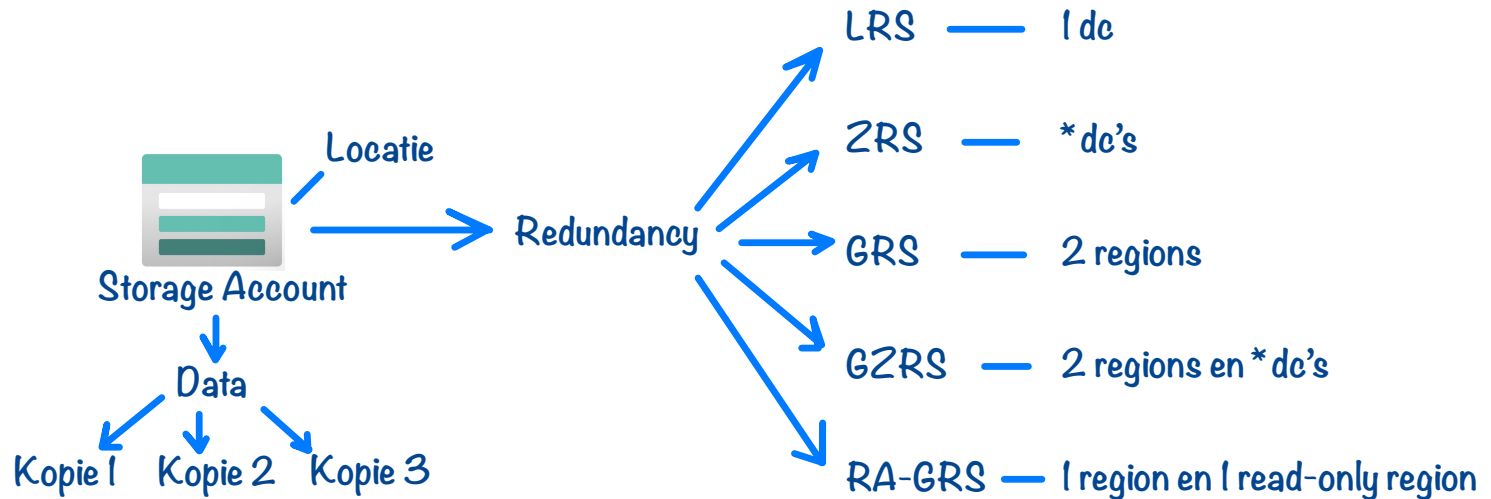 LRS — 1 dc
ZRS — * dc's
Locatie
Redundancy
GRS — 2 regions
Storage Account
GZRS — 2 regions en * dc's
Data
Kopie 1 Kopie 2 Kopie 3
RA-GRS — 1 region en 1 read-only region